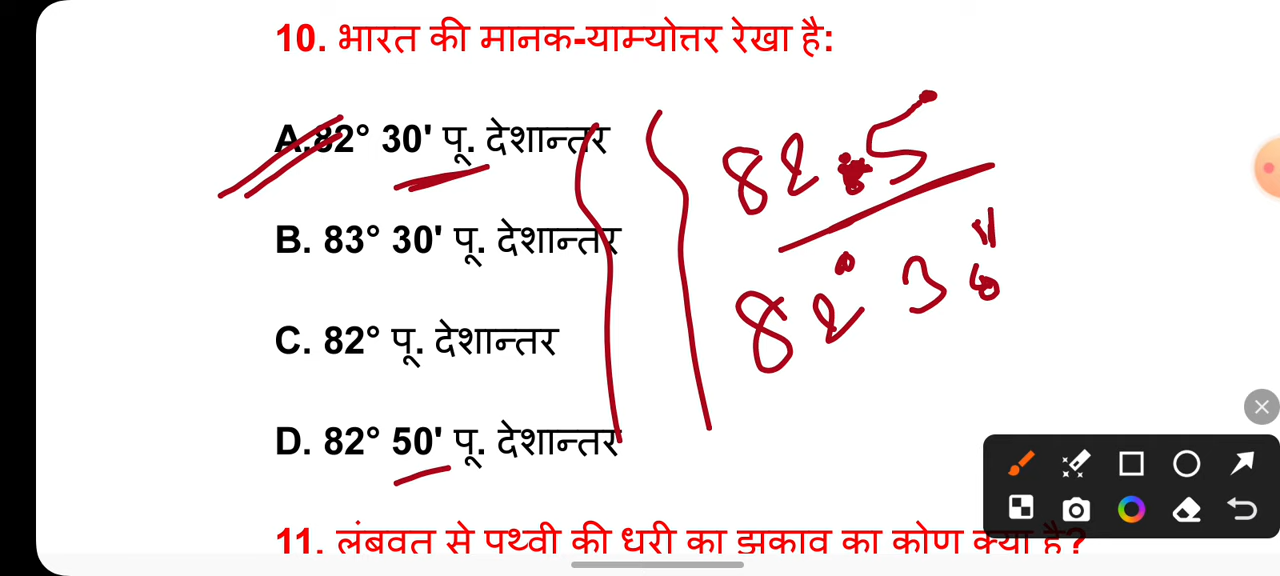 10. भारत की मानक-याम्योत्तर रेखा है:
A.82° 30' पू. देशान्तर
82.5
B. 83° 30' पू. देशान्तर
82° 30"
C. 82° पू. देशान्तर
D. 82° 50' पू. देशान्तर
11. लंबवत से पृथ्वी की धुरी का झुकाव का कोण क्या है?